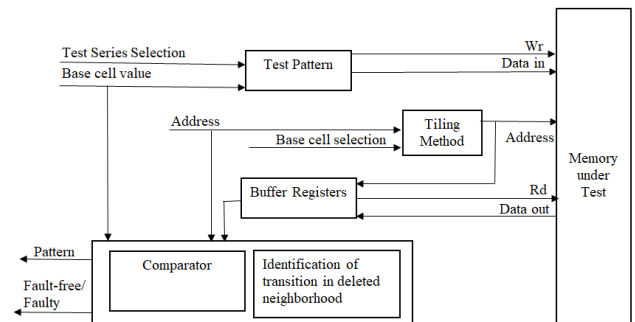 Test Series Selection
Base cell value
Test Pattern
Wr
Data in
Address
Base cell selection
Tiling
Method
Address
Memory
under
Test
Buffer Registers
Rd
Data out
Pattern
Fault-free/
Faulty
Comparator
Identification of
transition in deleted
neighborhood